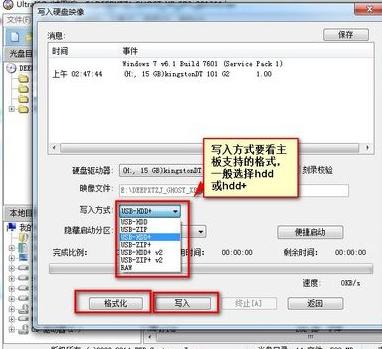 UltraISO
写入硬盘映像
文件(F)
消息:
保存
时间
事件
Windows 7 v6.1 Build 7601 (Service Pack 1)
上午 02:47:44
(H:, 15 GB)kingstonDT 101 G2
1.00
光盘目
硬盘驱动器:
(H:, 15 GB)kingstonDT 101 G2
刻录校验
映像文件:
写入方式:
USB-HDD+
USB-HDD
USB-ZIP
USB-HDD+
USB-ZIP+
USB-HDD+ v2
USB-ZIP+ v2
RAW
写入方式要看主
板支持的格式,
一般选择hdd
或hdd+
隐藏启动分区:
便捷启动
完成比例:
用时间:
00:00:00
剩余时间:
00:00:00
速度:
0KB/s
格式化
写入
终止[A]
返回
本地目